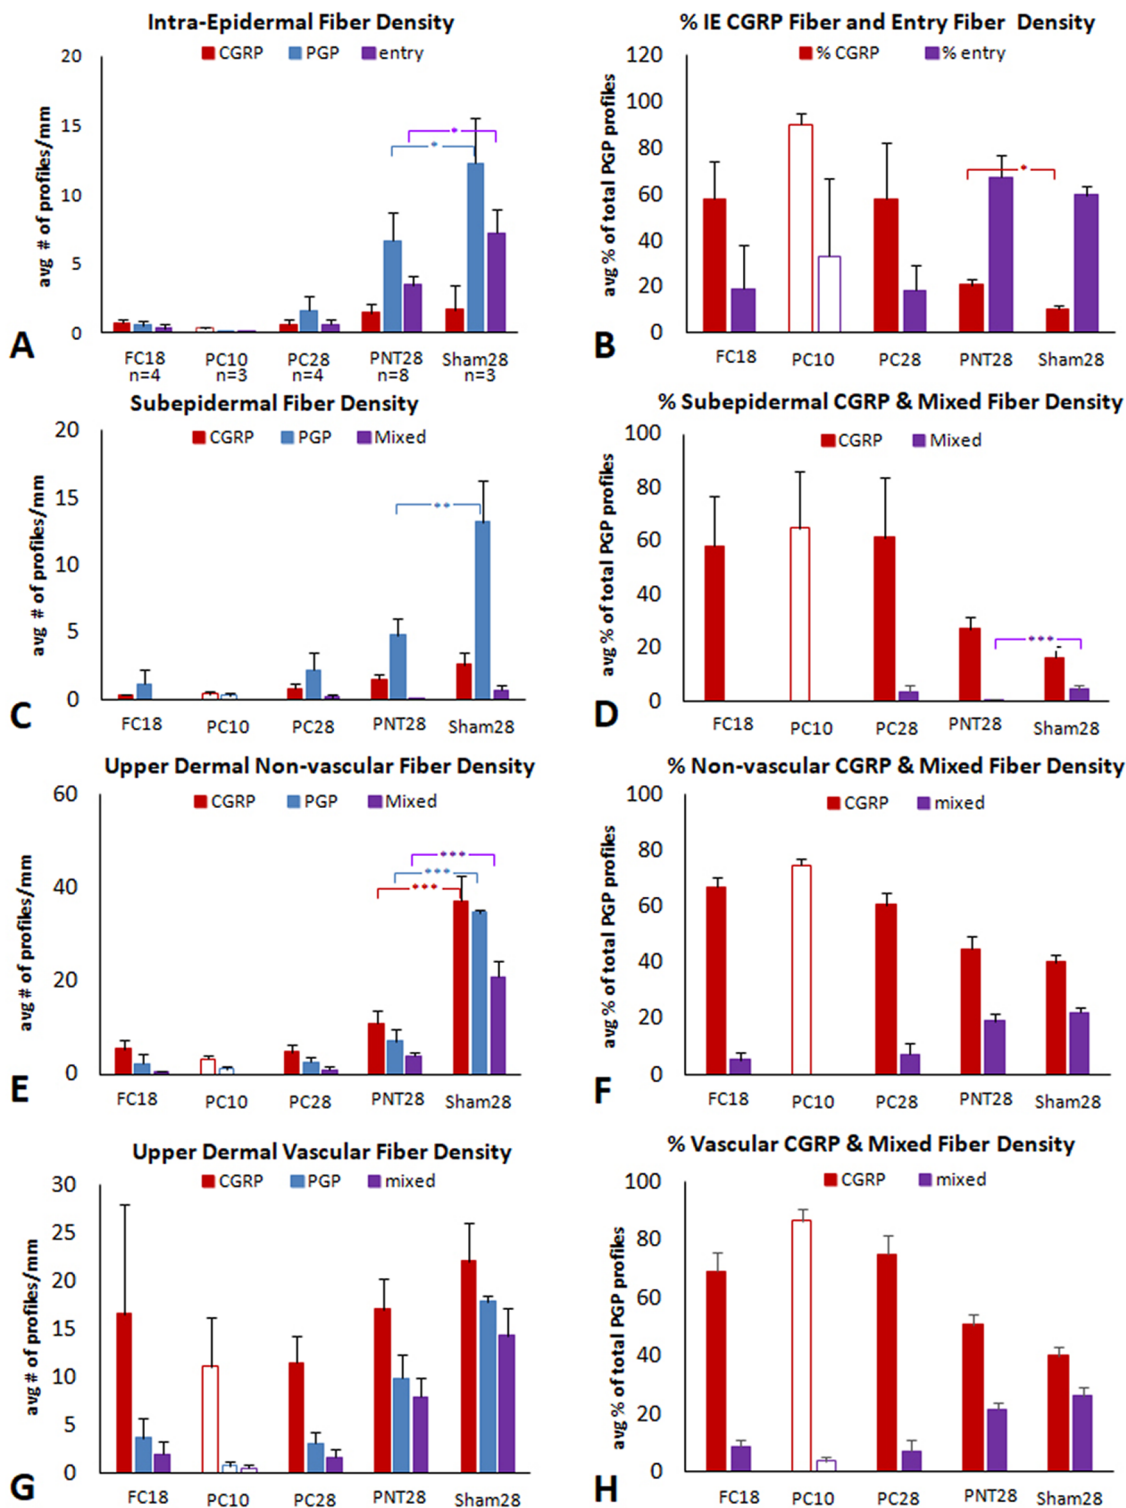 Intra-Epidermal Fiber Density
CGRP PGP entry
avg # of profiles/mm
20
15
10
5
0
* *
FC18 PC10 PC28 PNT28 Sham28
n=4 n=3 n=4 n=8 n=3
A
% IE CGRP Fiber and Entry Fiber Density
% CGRP % entry
avg % of total PGP profiles
120
100
80
60
40
20
0
*
FC18 PC10 PC28 PNT28 Sham28
B
Subepidermal Fiber Density
CGRP PGP Mixed
avg # of profiles/mm
20
15
10
5
0
**
FC18 PC10 PC28 PNT28 Sham28
C
% Subepidermal CGRP & Mixed Fiber Density
CGRP Mixed
avg % of total PGP profiles
100
80
60
40
20
0
***
FC18 PC10 PC28 PNT28 Sham28
D
Upper Dermal Non-vascular Fiber Density
CGRP PGP Mixed
avg # of profiles/mm
60
40
20
0
***
***
***
FC18 PC10 PC28 PNT28 Sham28
E
% Non-vascular CGRP & Mixed Fiber Density
CGRP mixed
avg % of total PGP profiles
100
80
60
40
20
0
FC18 PC10 PC28 PNT28 Sham28
F
Upper Dermal Vascular Fiber Density
CGRP PGP mixed
avg # of profiles/mm
30
25
20
15
10
5
0
FC18 PC10 PC28 PNT28 Sham28
G
% Vascular CGRP & Mixed Fiber Density
CGRP mixed
avg % of total PGP profiles
100
80
60
40
20
0
FC18 PC10 PC28 PNT28 Sham28
H